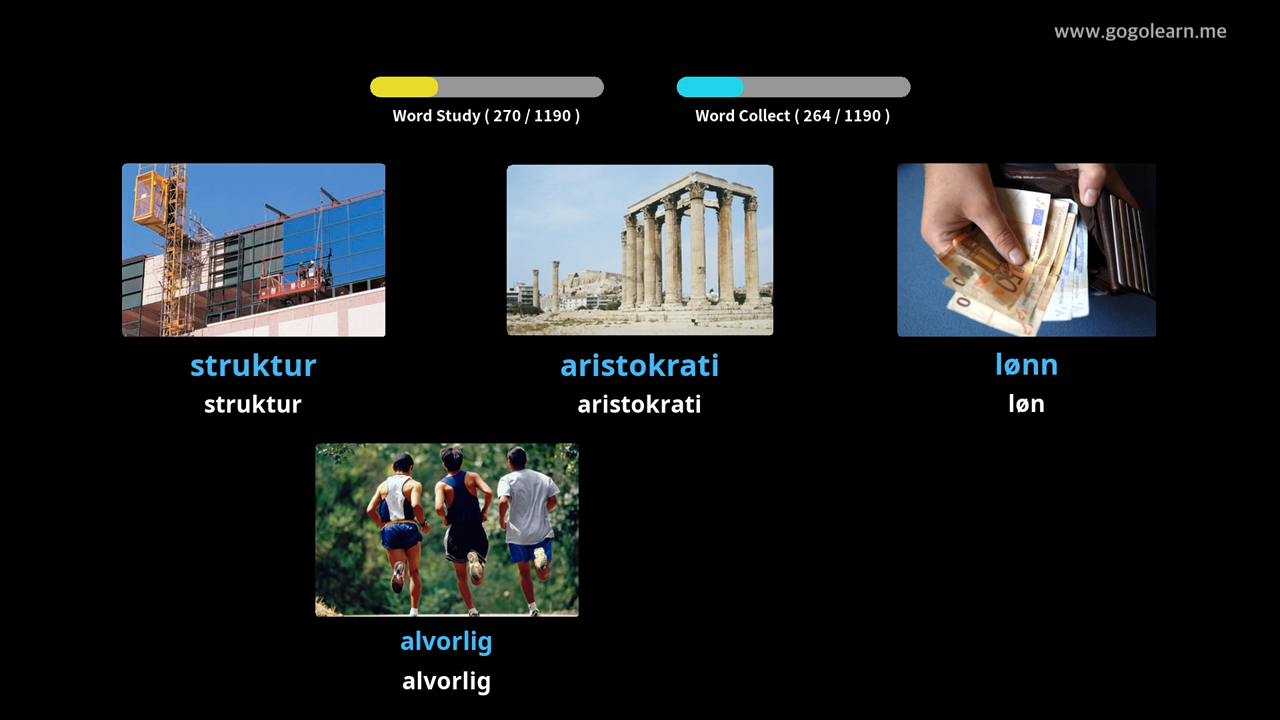 www.gogolearn.me
Word Study ( 270 / 1190 )
Word Collect ( 264 / 1190 )
struktur
struktur
aristokrati
aristokrati
lønn
løn
alvorlig
alvorlig